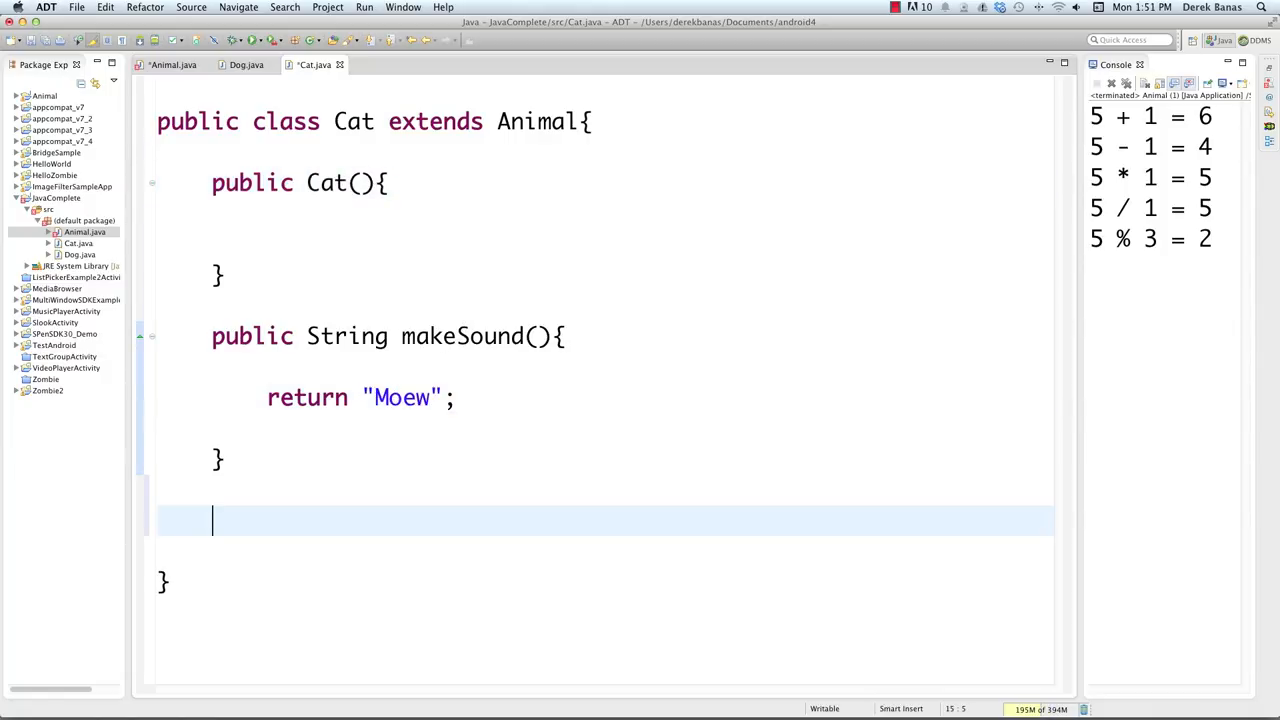 ADT File Edit Refactor Source Navigate Search Project Run Window Help
10 Mon 1:51 PM Derek Banas
Java - JavaComplete/src/Cat.java - ADT - /Users/derekbanas/Documents/android4
Quick Access Java DDMS
Package Exp
*Animal.java Dog.java *Cat.java
Console
<terminated> Animal (1) [Java Application] /S
Animal
appcompat_v7
appcompat_v7_2
appcompat_v7_3
appcompat_v7_4
BridgeSample
HelloWorld
HelloZombie
ImageFilterSampleApp
JavaComplete
src
(default package)
Animal.java
Cat.java
Dog.java
JRE System Library [Ja
ListPickerExample2Activi
MediaBrowser
MultiWindowSDKExample
MusicPlayerActivity
SlookActivity
SPenSDK30_Demo
TestAndroid
TextGroupActivity
VideoPlayerActivity
Zombie
Zombie2
public class Cat extends Animal{
public Cat(){
}
public String makeSound(){
return "Moew";
}
}
5 + 1 = 6
5 - 1 = 4
5 * 1 = 5
5 / 1 = 5
5 % 3 = 2
Writable Smart Insert 15 : 5 195M of 394M